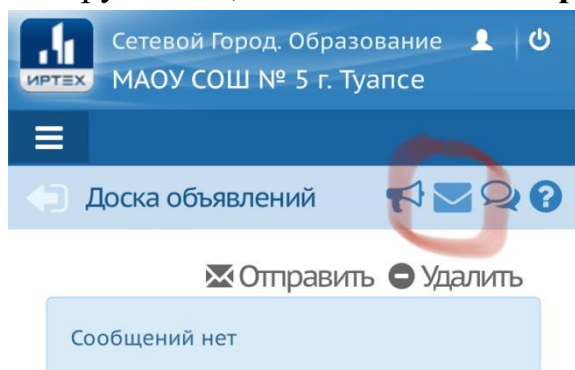 Сетевой Город. Образование
ИРТЕХ
МАОУ СОШ № 5 г. Туапсе
Доска объявлений
?
Отправить Удалить
Сообщений нет